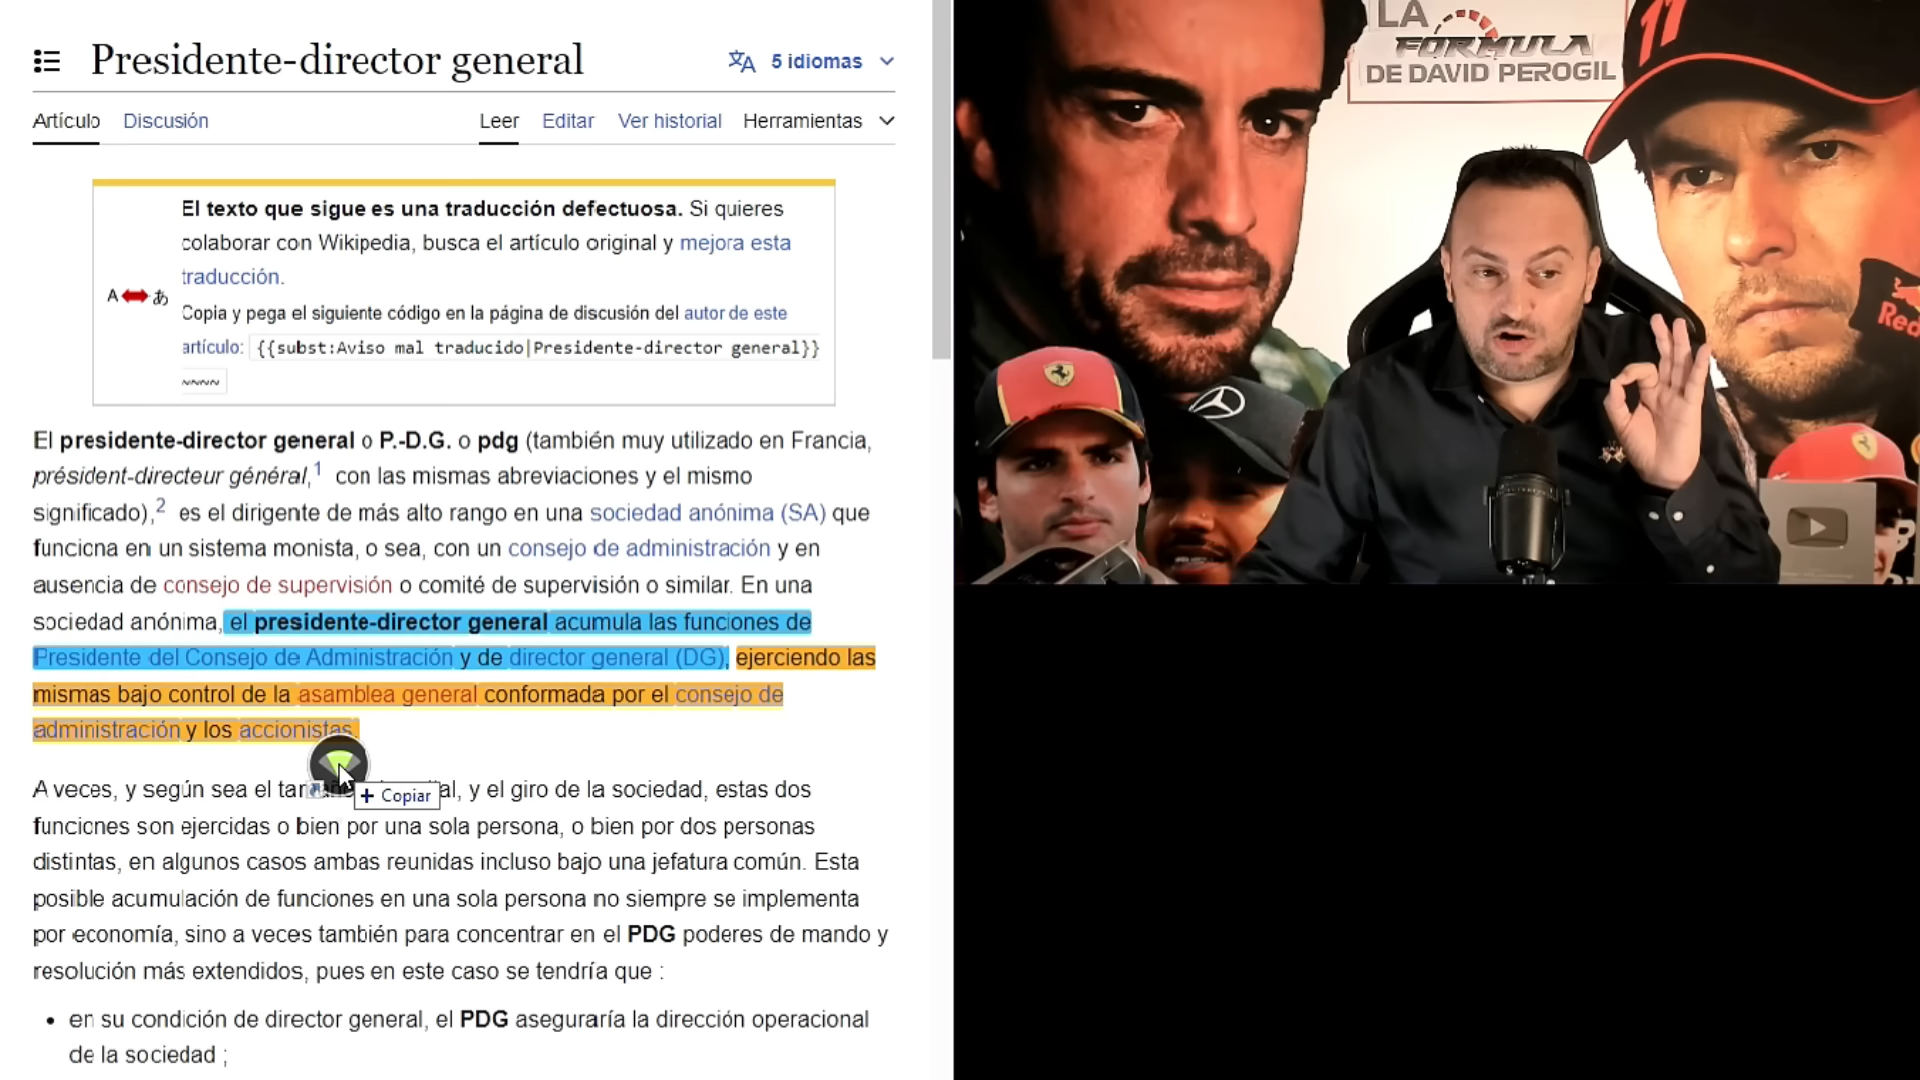 Presidente-director general
5 idiomas
Artículo Discusión Leer Editar Ver historial Herramientas
El texto que sigue es una traducción defectuosa. Si quieres
colaborar con Wikipedia, busca el artículo original y mejora esta
traducción.
Copia y pega el siguiente código en la página de discusión del autor de este
artículo: {{subst:Aviso mal traducido|Presidente-director general}}
~~~~
A あ
El presidente-director general o P.-D.G. o pdg (también muy utilizado en Francia,
président-directeur général,1 con las mismas abreviaciones y el mismo
significado),2 es el dirigente de más alto rango en una sociedad anónima (SA) que
funciona en un sistema monista, o sea, con un consejo de administración y en
ausencia de consejo de supervisión o comité de supervisión o similar. En una
sociedad anónima, el presidente-director general acumula las funciones de
Presidente del Consejo de Administración y de director general (DG), ejerciendo las
mismas bajo control de la asamblea general conformada por el consejo de
administración y los accionistas.
+ Copiar
A veces, y según sea el al, y el giro de la sociedad, estas dos
funciones son ejercidas o bien por una sola persona, o bien por dos personas
distintas, en algunos casos ambas reunidas incluso bajo una jefatura común. Esta
posible acumulación de funciones en una sola persona no siempre se implementa
por economía, sino a veces también para concentrar en el PDG poderes de mando y
resolución más extendidos, pues en este caso se tendría que :
• en su condición de director general, el PDG aseguraría la dirección operacional
de la sociedad ;
LA
FORMULA
DE DAVID PEROGIL
11
Red